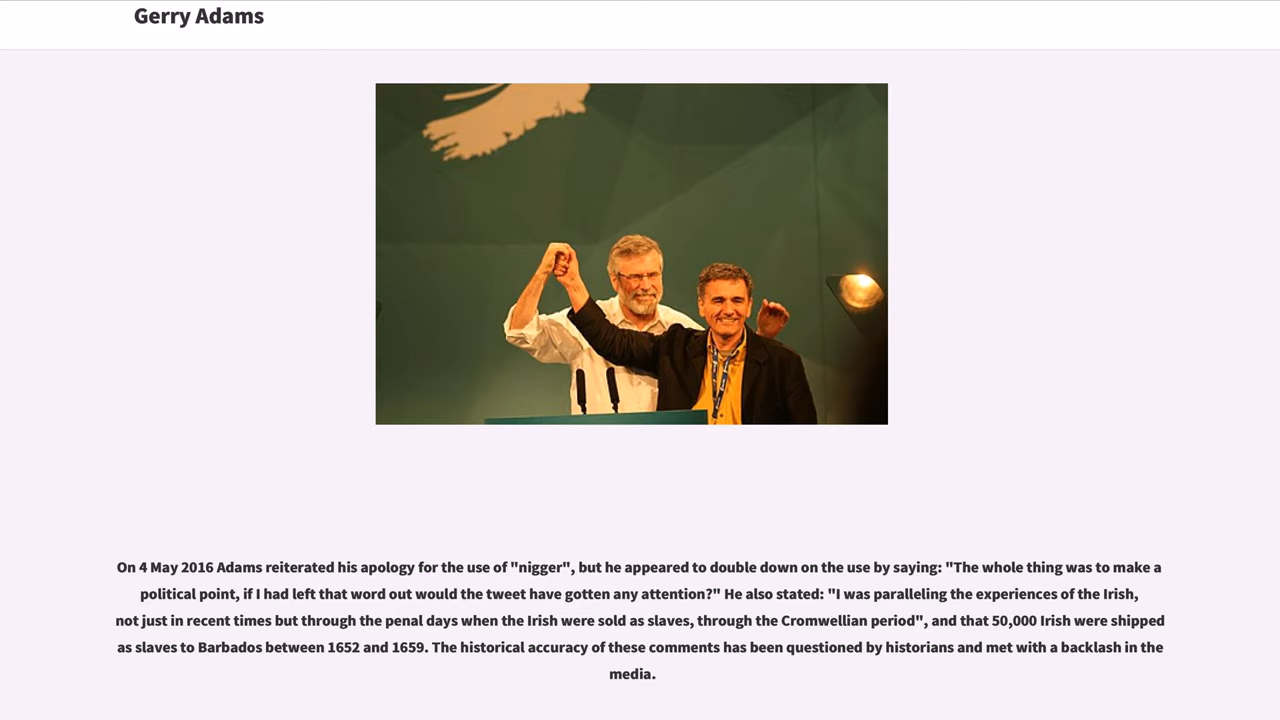 Gerry Adams
On 4 May 2016 Adams reiterated his apology for the use of "nigger", but he appeared to double down on the use by saying: "The whole thing was to make a
political point, if I had left that word out would the tweet have gotten any attention?" He also stated: "I was paralleling the experiences of the Irish,
not just in recent times but through the penal days when the Irish were sold as slaves, through the Cromwellian period", and that 50,000 Irish were shipped
as slaves to Barbados between 1652 and 1659. The historical accuracy of these comments has been questioned by historians and met with a backlash in the
media.